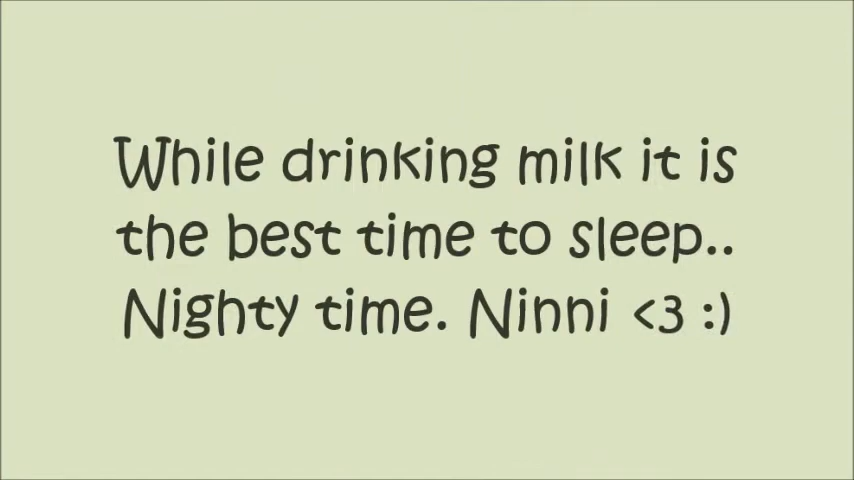 While drinking milk it is
the best time to sleep..
Nighty time. Ninni <3 :)